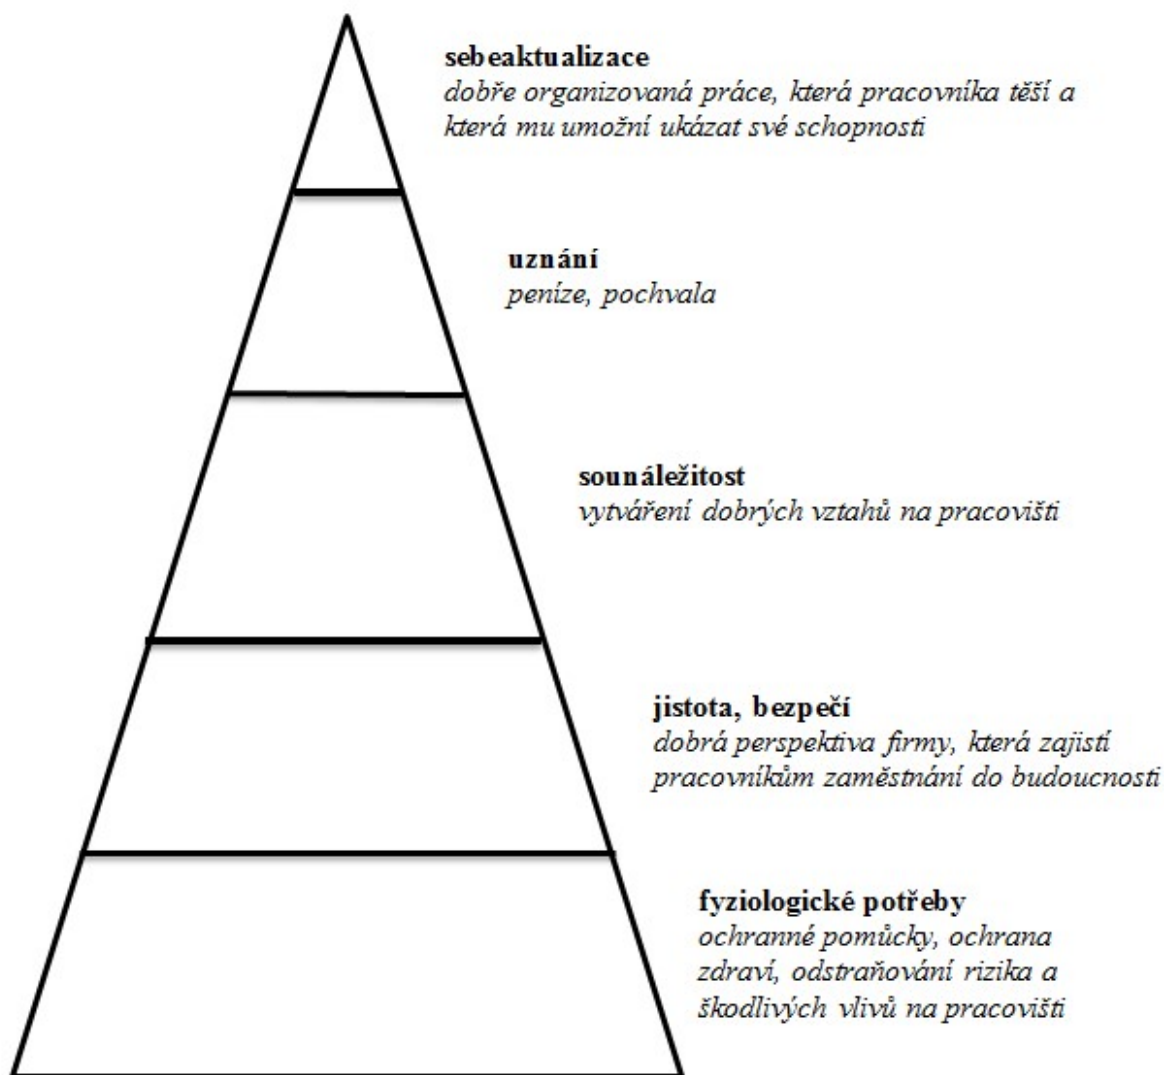 sebeaktualizace
dobře organizovaná práce, která pracovníka těší a
která mu umožní ukázat své schopnosti
uznání
peníze, pochvala
sounáležitost
vytváření dobrých vztahů na pracovišti
jistota, bezpečí
dobrá perspektiva firmy, která zajistí
pracovníkům zaměstnání do budoucnosti
fyziologické potřeby
ochranné pomůcky, ochrana
zdraví, odstraňování rizika a
škodlivých vlivů na pracovišti